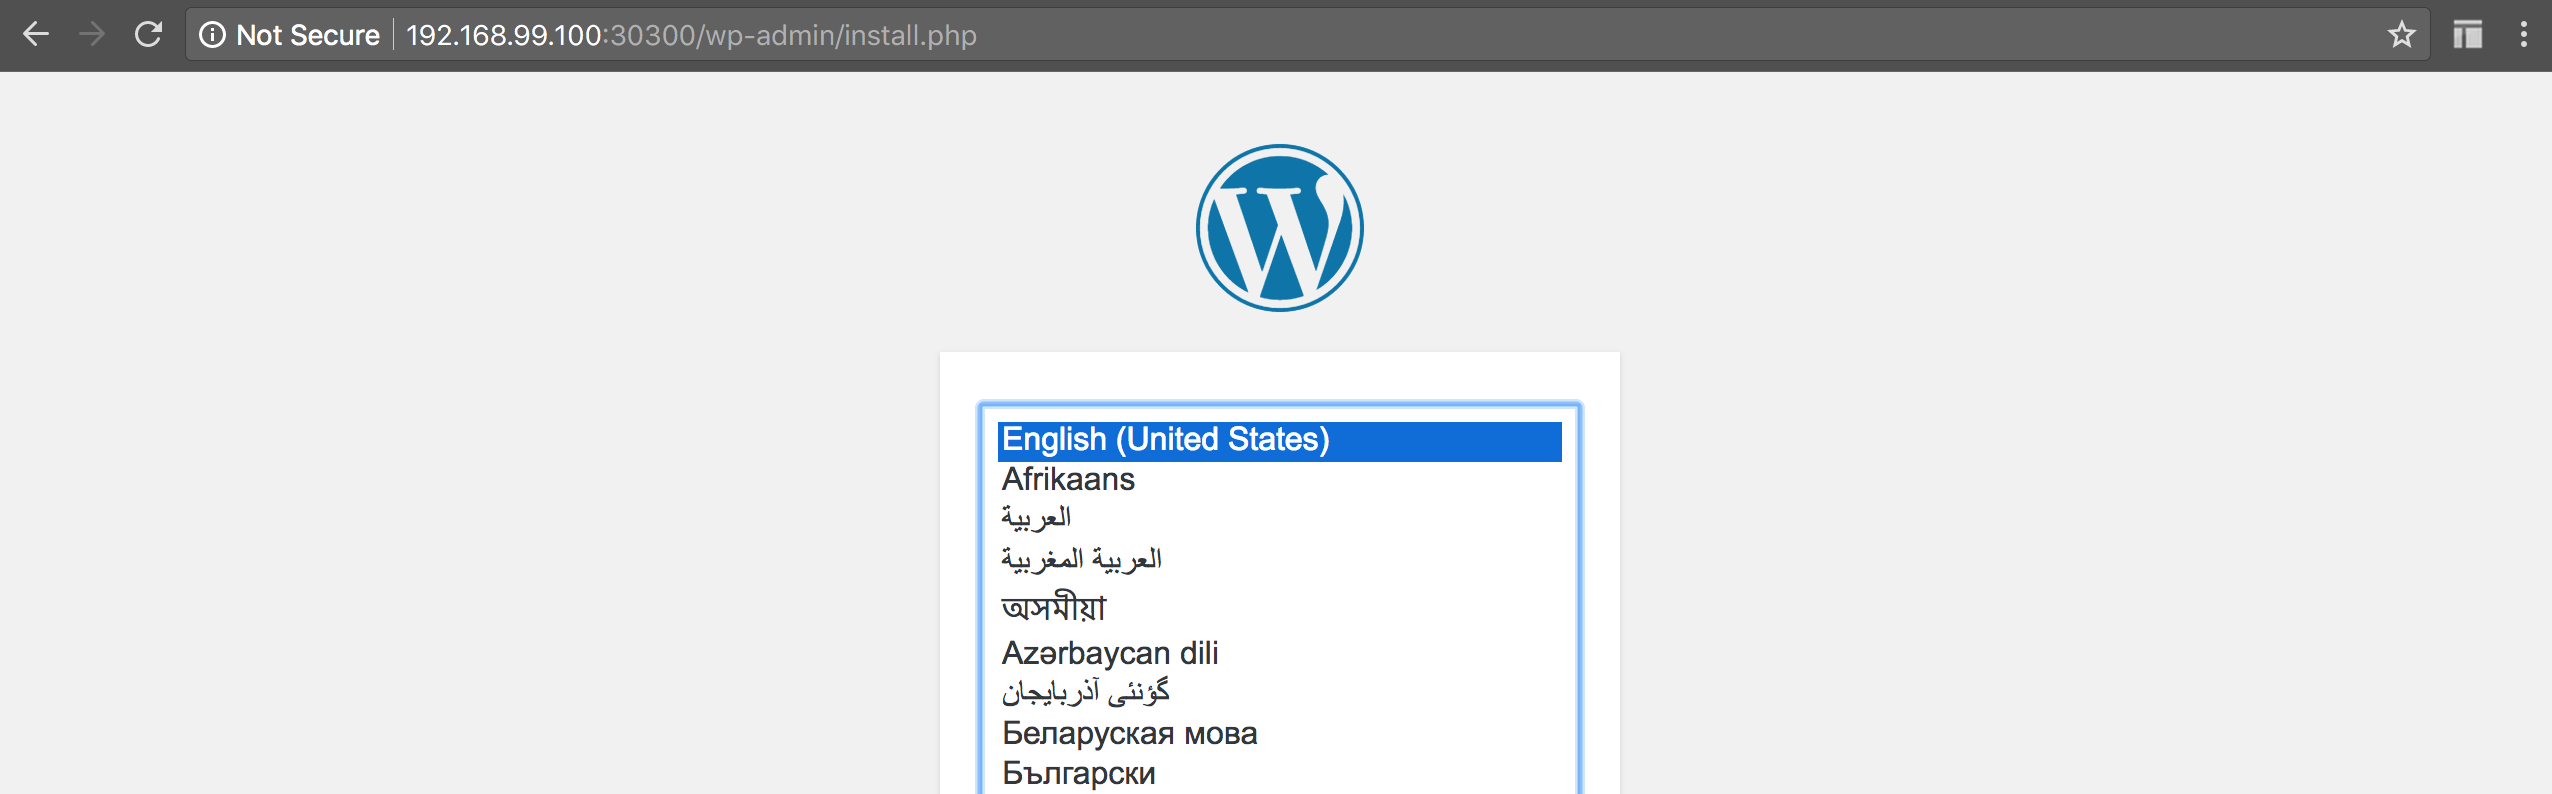 Not Secure 192.168.99.100:30300/wp-admin/install.php
English (United States)
Afrikaans
العربية
العربية المغربية
অসমীয়া
Azərbaycan dili
گؤنئی آذربایجان
Беларуская мова
Български